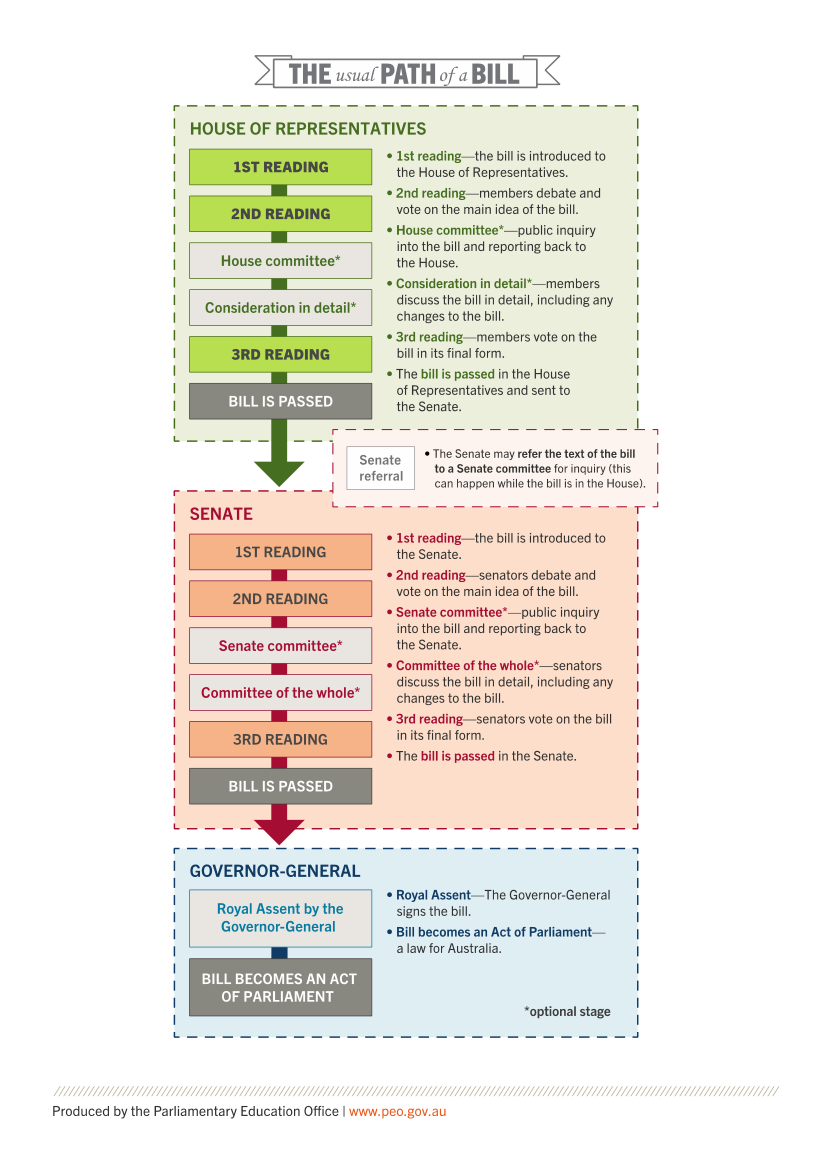 THE usual PATH of a BILL
HOUSE OF REPRESENTATIVES
1ST READING
2ND READING
House committee*
Consideration in detail*
3RD READING
BILL IS PASSED
• 1st reading—the bill is introduced to
the House of Representatives.
• 2nd reading—members debate and
vote on the main idea of the bill.
• House committee*—public inquiry
into the bill and reporting back to
the House.
• Consideration in detail*—members
discuss the bill in detail, including any
changes to the bill.
• 3rd reading—members vote on the
bill in its final form.
• The bill is passed in the House
of Representatives and sent to
the Senate.
Senate
referral
• The Senate may refer the text of the bill
to a Senate committee for inquiry (this
can happen while the bill is in the House).
SENATE
1ST READING
2ND READING
Senate committee*
Committee of the whole*
3RD READING
BILL IS PASSED
• 1st reading—the bill is introduced to
the Senate.
• 2nd reading—senators debate and
vote on the main idea of the bill.
• Senate committee*—public inquiry
into the bill and reporting back to
the Senate.
• Committee of the whole*—senators
discuss the bill in detail, including any
changes to the bill.
• 3rd reading—senators vote on the bill
in its final form.
• The bill is passed in the Senate.
GOVERNOR-GENERAL
Royal Assent by the
Governor-General
BILL BECOMES AN ACT
OF PARLIAMENT
• Royal Assent—The Governor-General
signs the bill.
• Bill becomes an Act of Parliament—
a law for Australia.
*optional stage
Produced by the Parliamentary Education Office | www.peo.gov.au